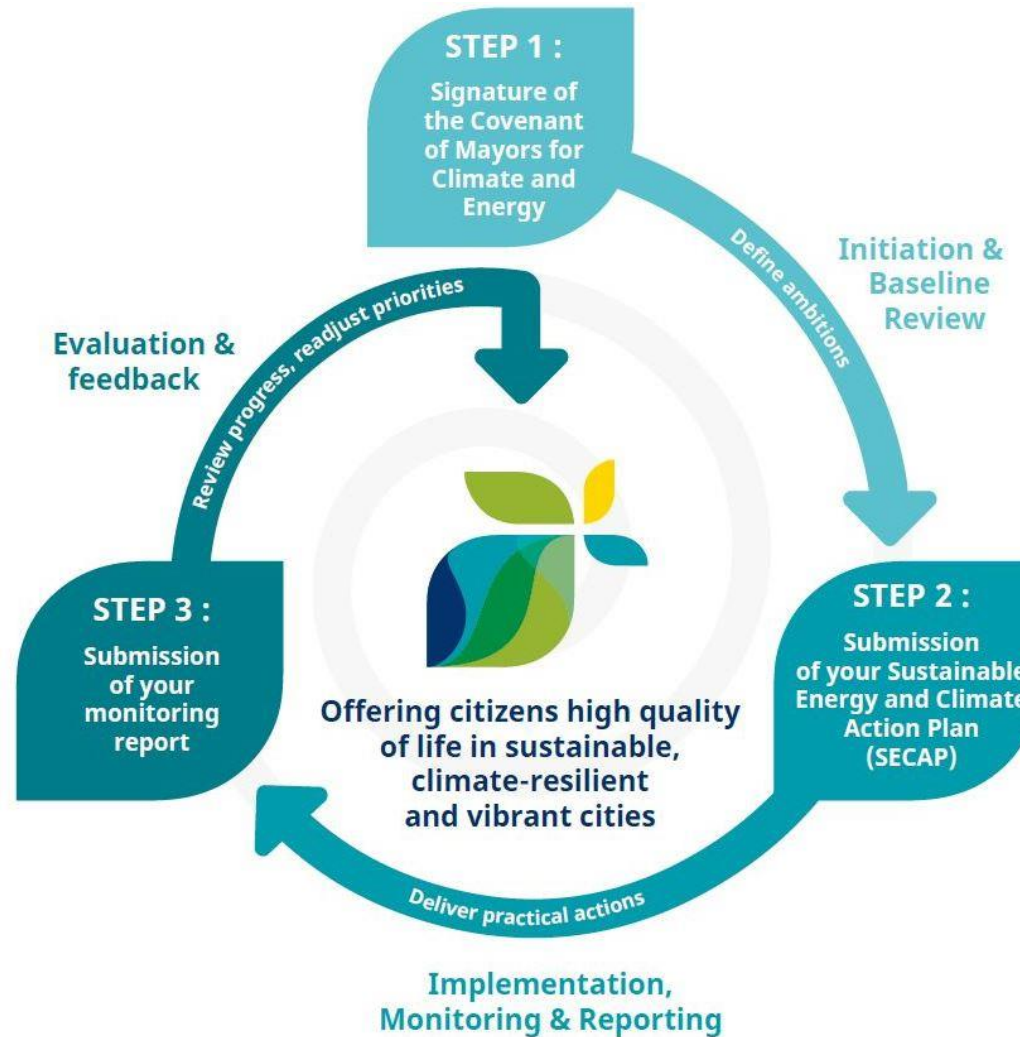 STEP 1 :
Signature of
the Covenant
of Mayors for
Climate and
Energy
Define ambitions
Initiation &
Baseline
Review
STEP 2 :
Submission
of your Sustainable
Energy and Climate
Action Plan
(SECAP)
Deliver practical actions
Implementation,
Monitoring & Reporting
STEP 3 :
Submission
of your
monitoring
report
Review progress, readjust priorities
Evaluation &
feedback
Offering citizens high quality
of life in sustainable,
climate-resilient
and vibrant cities